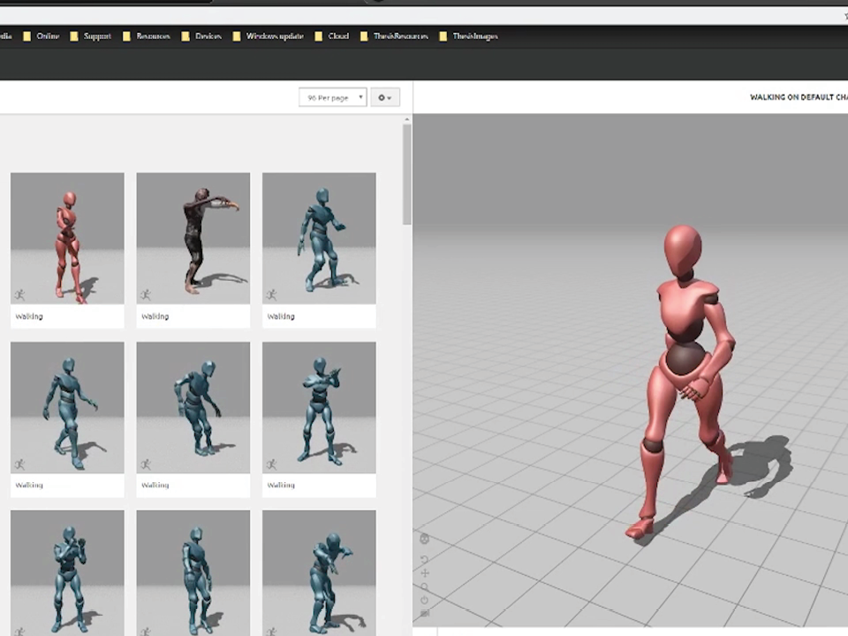 dia Online Support Resources Devices Windows update Cloud ThesisResources ThesisImages
96 Per page
WALKING ON DEFAULT CHA
Walking Walking Walking
Walking Walking Walking